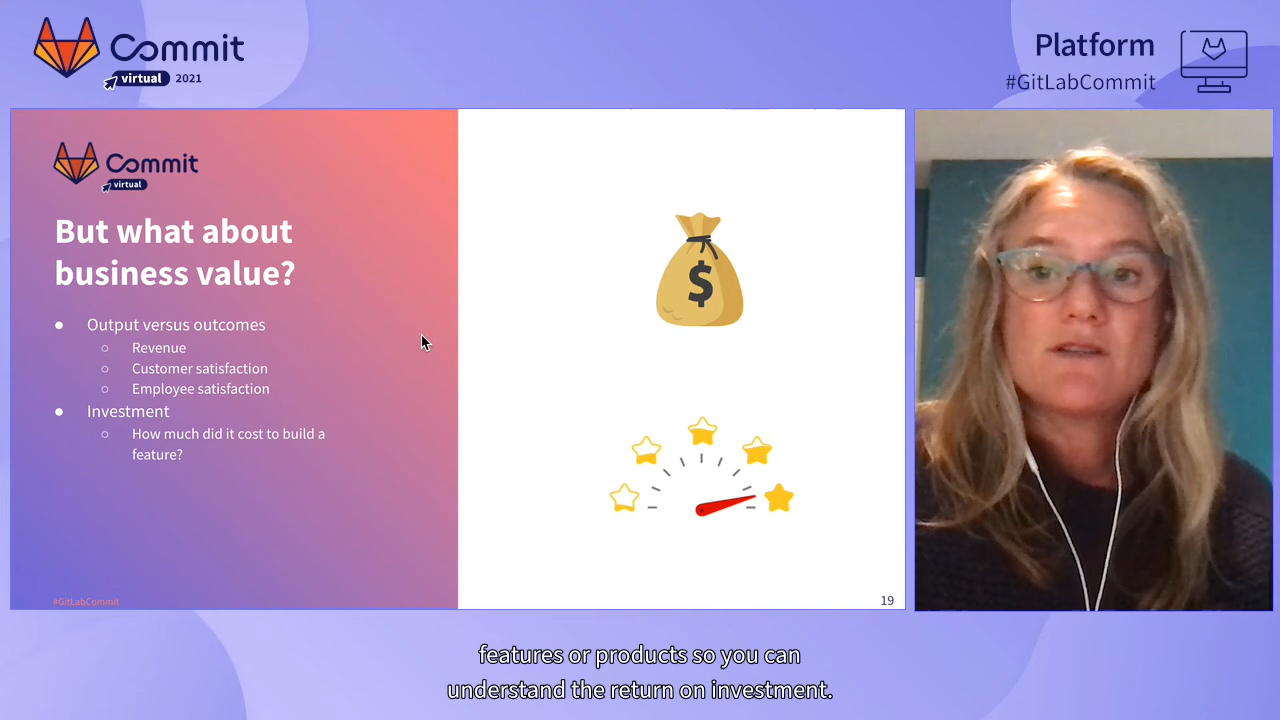 Commit
virtual 2021
Platform
#GitLabCommit
Commit
virtual
But what about
business value?
● Output versus outcomes
○ Revenue
○ Customer satisfaction
○ Employee satisfaction
● Investment
○ How much did it cost to build a
feature?
$
#GitLabCommit
19
features or products so you can
understand the return on investment.